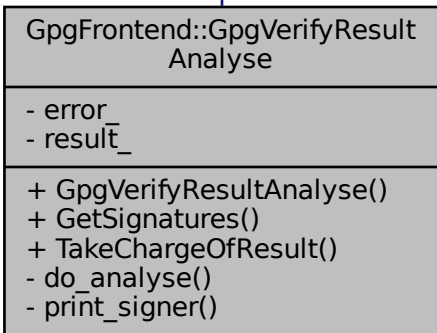 GpgFrontend::GpgVerifyResult
Analyse
- error_
- result_
+ GpgVerifyResultAnalyse()
+ GetSignatures()
+ TakeChargeOfResult()
- do_analyse()
- print_signer()